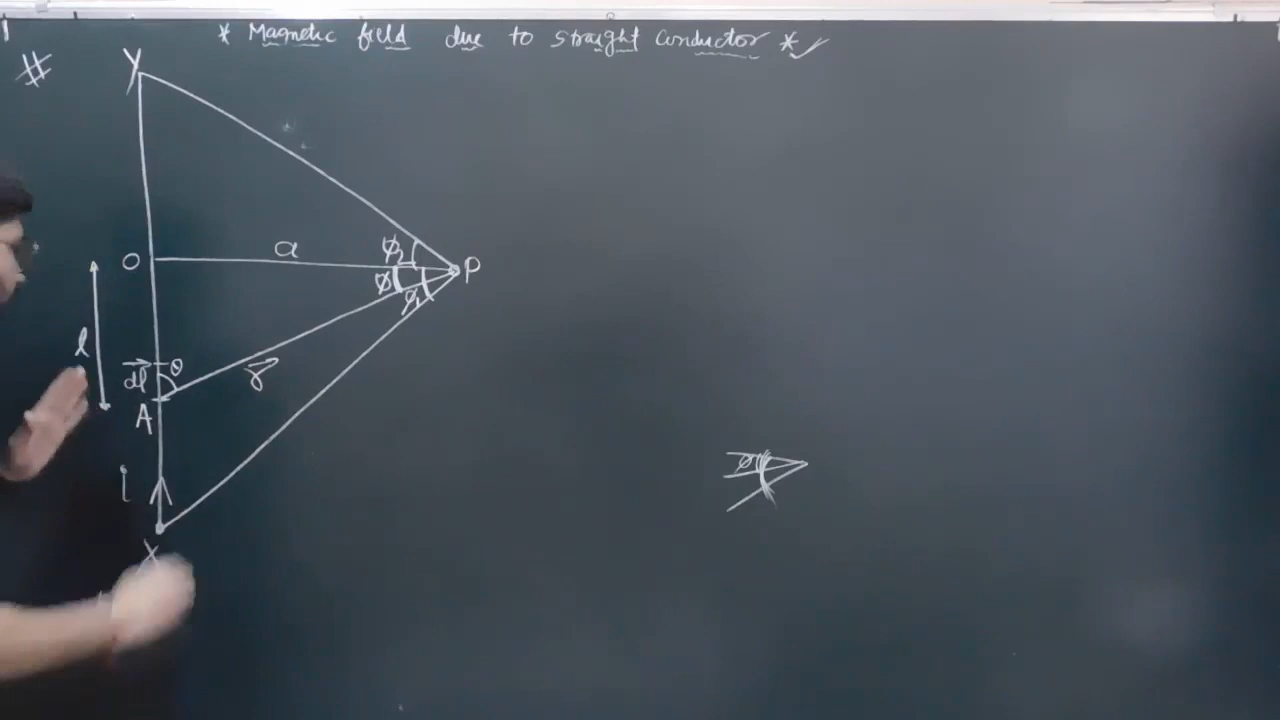 * Magnetic field due to straight conductor *
#
Y
O
a
ϕ₂
P
ϕ
ϕ₁
l
dl
θ
r
A
i
X
ϕ